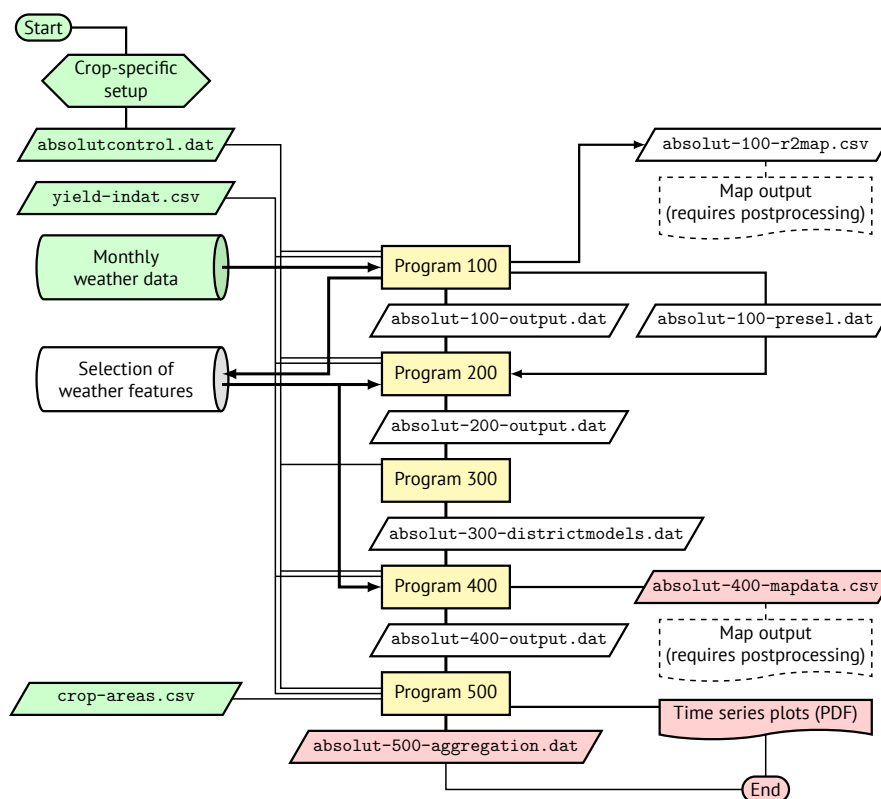 Start
Crop-specific
setup
absolutcontrol.dat
absolut-100-r2map.csv
yield-indat.csv
Map output
(requires postprocessing)
Monthly
weather data
Program 100
absolut-100-output.dat
absolut-100-presel.dat
Selection of
weather features
Program 200
absolut-200-output.dat
Program 300
absolut-300-districtmodels.dat
Program 400
absolut-400-mapdata.csv
absolut-400-output.dat
Map output
(requires postprocessing)
crop-areas.csv
Program 500
Time series plots (PDF)
absolut-500-aggregation.dat
End